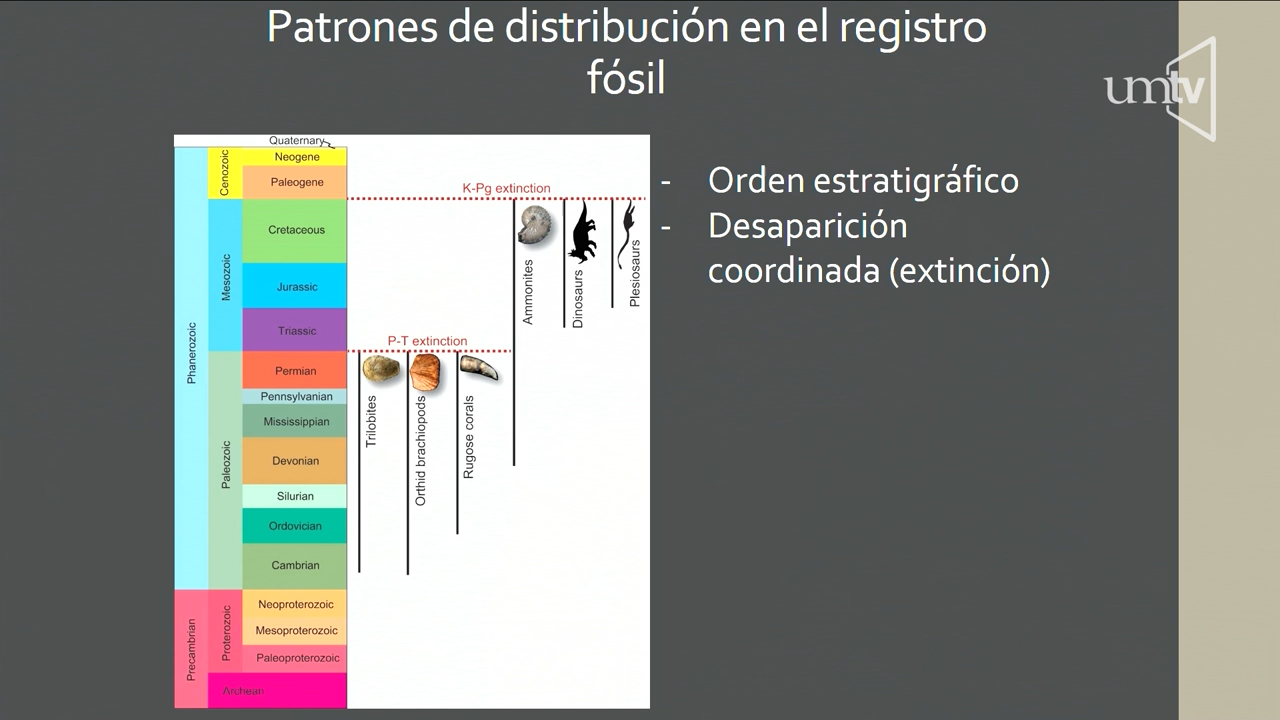 Patrones de distribución en el registro
fósil
umtv
- Orden estratigráfico
- Desaparición
coordinada (extinción)
Quaternary
Neogene
Paleogene
Cretaceous
Jurassic
Triassic
Permian
Pennsylvanian
Mississippian
Devonian
Silurian
Ordovician
Cambrian
Neoproterozoic
Mesoproterozoic
Paleoproterozoic
Archean
Cenozoic
Mesozoic
Paleozoic
Proterozoic
Phanerozoic
Precambrian
K-Pg extinction
Ammonites
Dinosaurs
Plesiosaurs
P-T extinction
Trilobites
Orthid brachiopods
Rugose corals